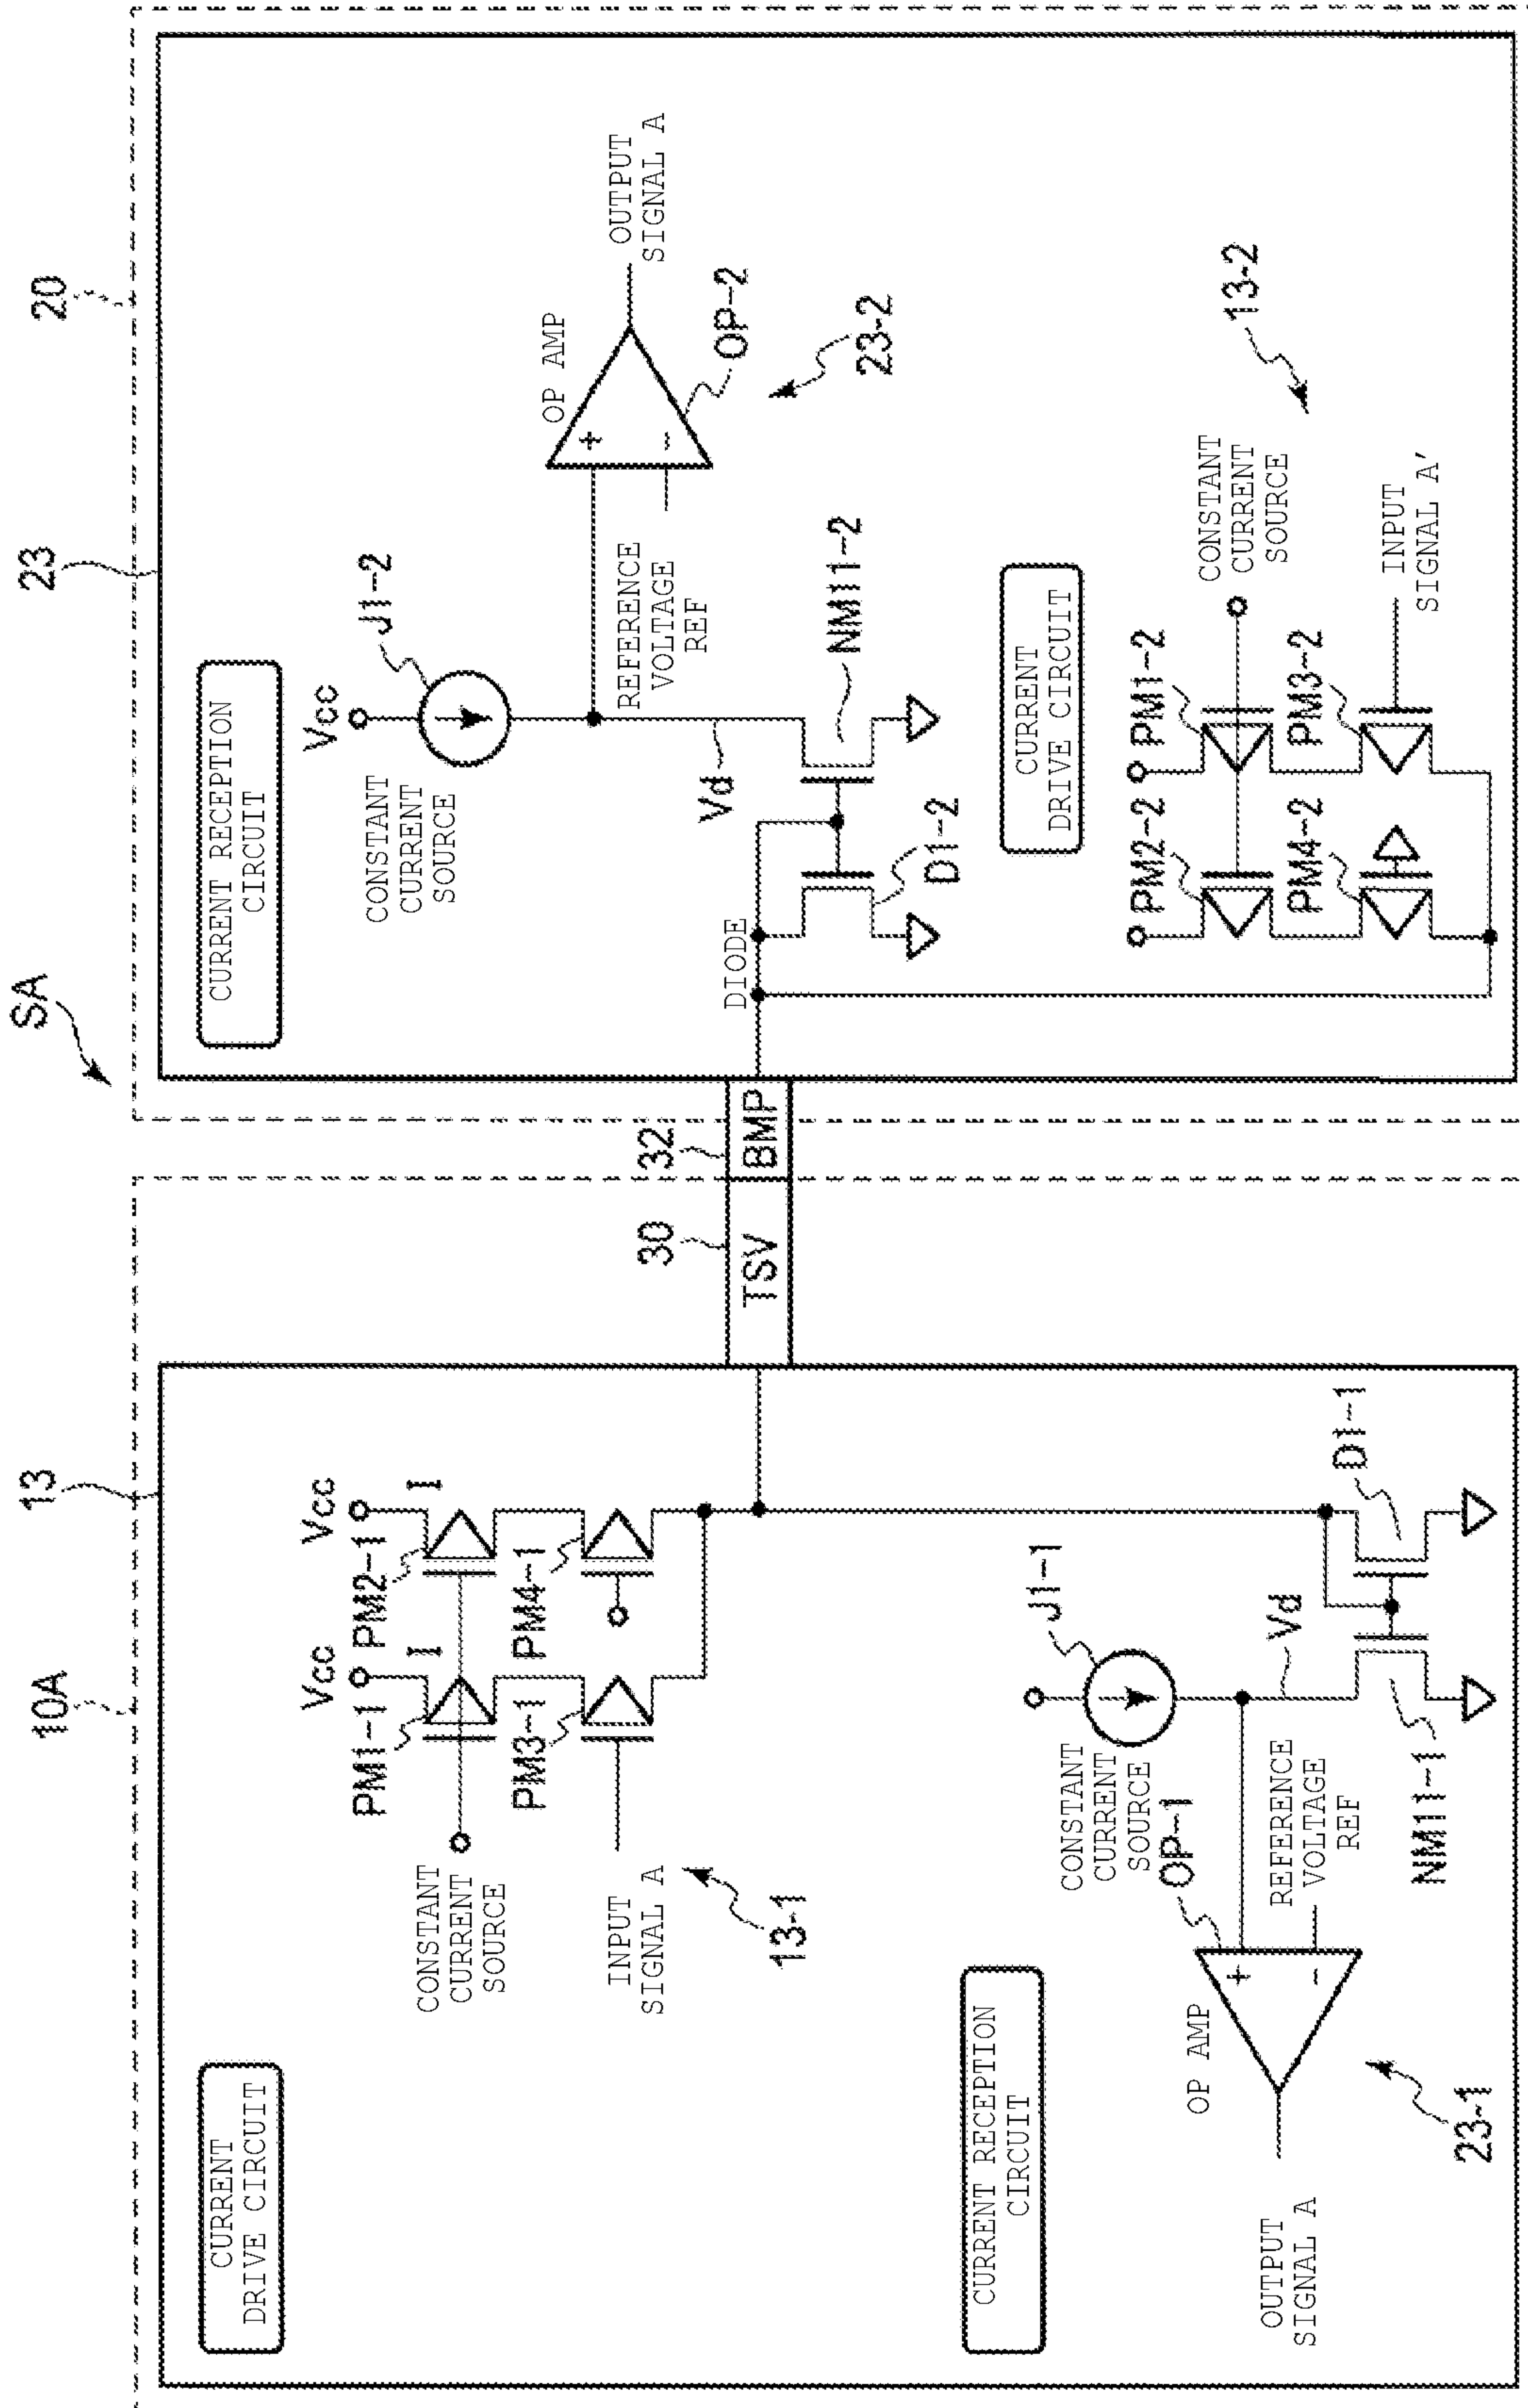 SA
10A
13
CURRENT
DRIVE CIRCUIT
Vcc
Vcc
PM1-1
I
PM2-1
I
CONSTANT
CURRENT
SOURCE
PM3-1
PM4-1
INPUT
SIGNAL A
13-1
CURRENT RECEPTION
CIRCUIT
J1-1
CONSTANT
CURRENT
SOURCE
OP-1
OP AMP
+
-
Vd
REFERENCE
VOLTAGE
REF
OUTPUT
SIGNAL A
D1-1
NM11-1
23-1
30
TSV
32
BMP
20
23
CURRENT RECEPTION
CIRCUIT
Vcc
J1-2
CONSTANT
CURRENT
SOURCE
OP AMP
+
-
OUTPUT
SIGNAL A
OP-2
REFERENCE
VOLTAGE
REF
Vd
23-2
DIODE
NM11-2
D1-2
CURRENT
DRIVE CIRCUIT
13-2
PM2-2
PM1-2
CONSTANT
CURRENT
SOURCE
PM4-2
PM3-2
INPUT
SIGNAL A'